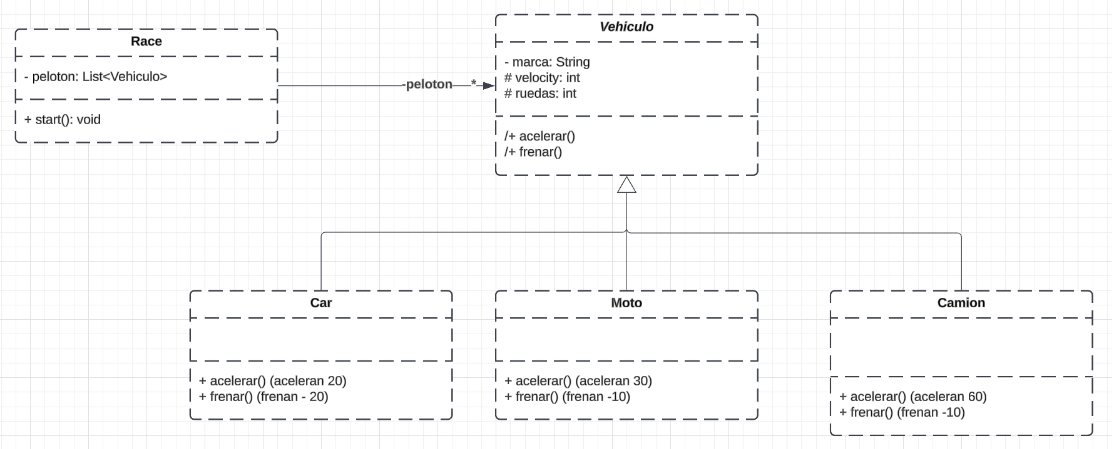 Race
- peloton: List<Vehiculo>
+ start(): void
-peloton
*
Vehiculo
- marca: String
# velocity: int
# ruedas: int
/+ acelerar()
/+ frenar()
Car
+ acelerar() (aceleran 20)
+ frenar() (frenan - 20)
Moto
+ acelerar() (aceleran 30)
+ frenar() (frenan -10)
Camion
+ acelerar() (aceleran 60)
+ frenar() (frenan -10)